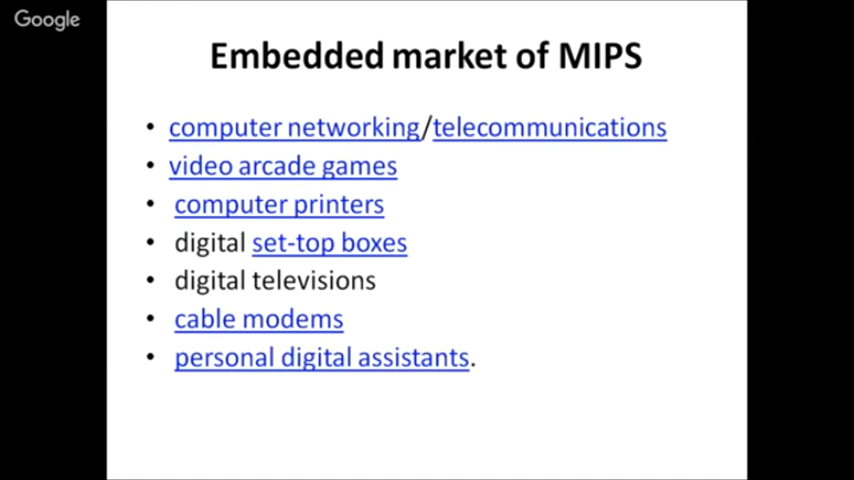 Google
Embedded market of MIPS
• computer networking/telecommunications
• video arcade games
• computer printers
• digital set-top boxes
• digital televisions
• cable modems
• personal digital assistants.